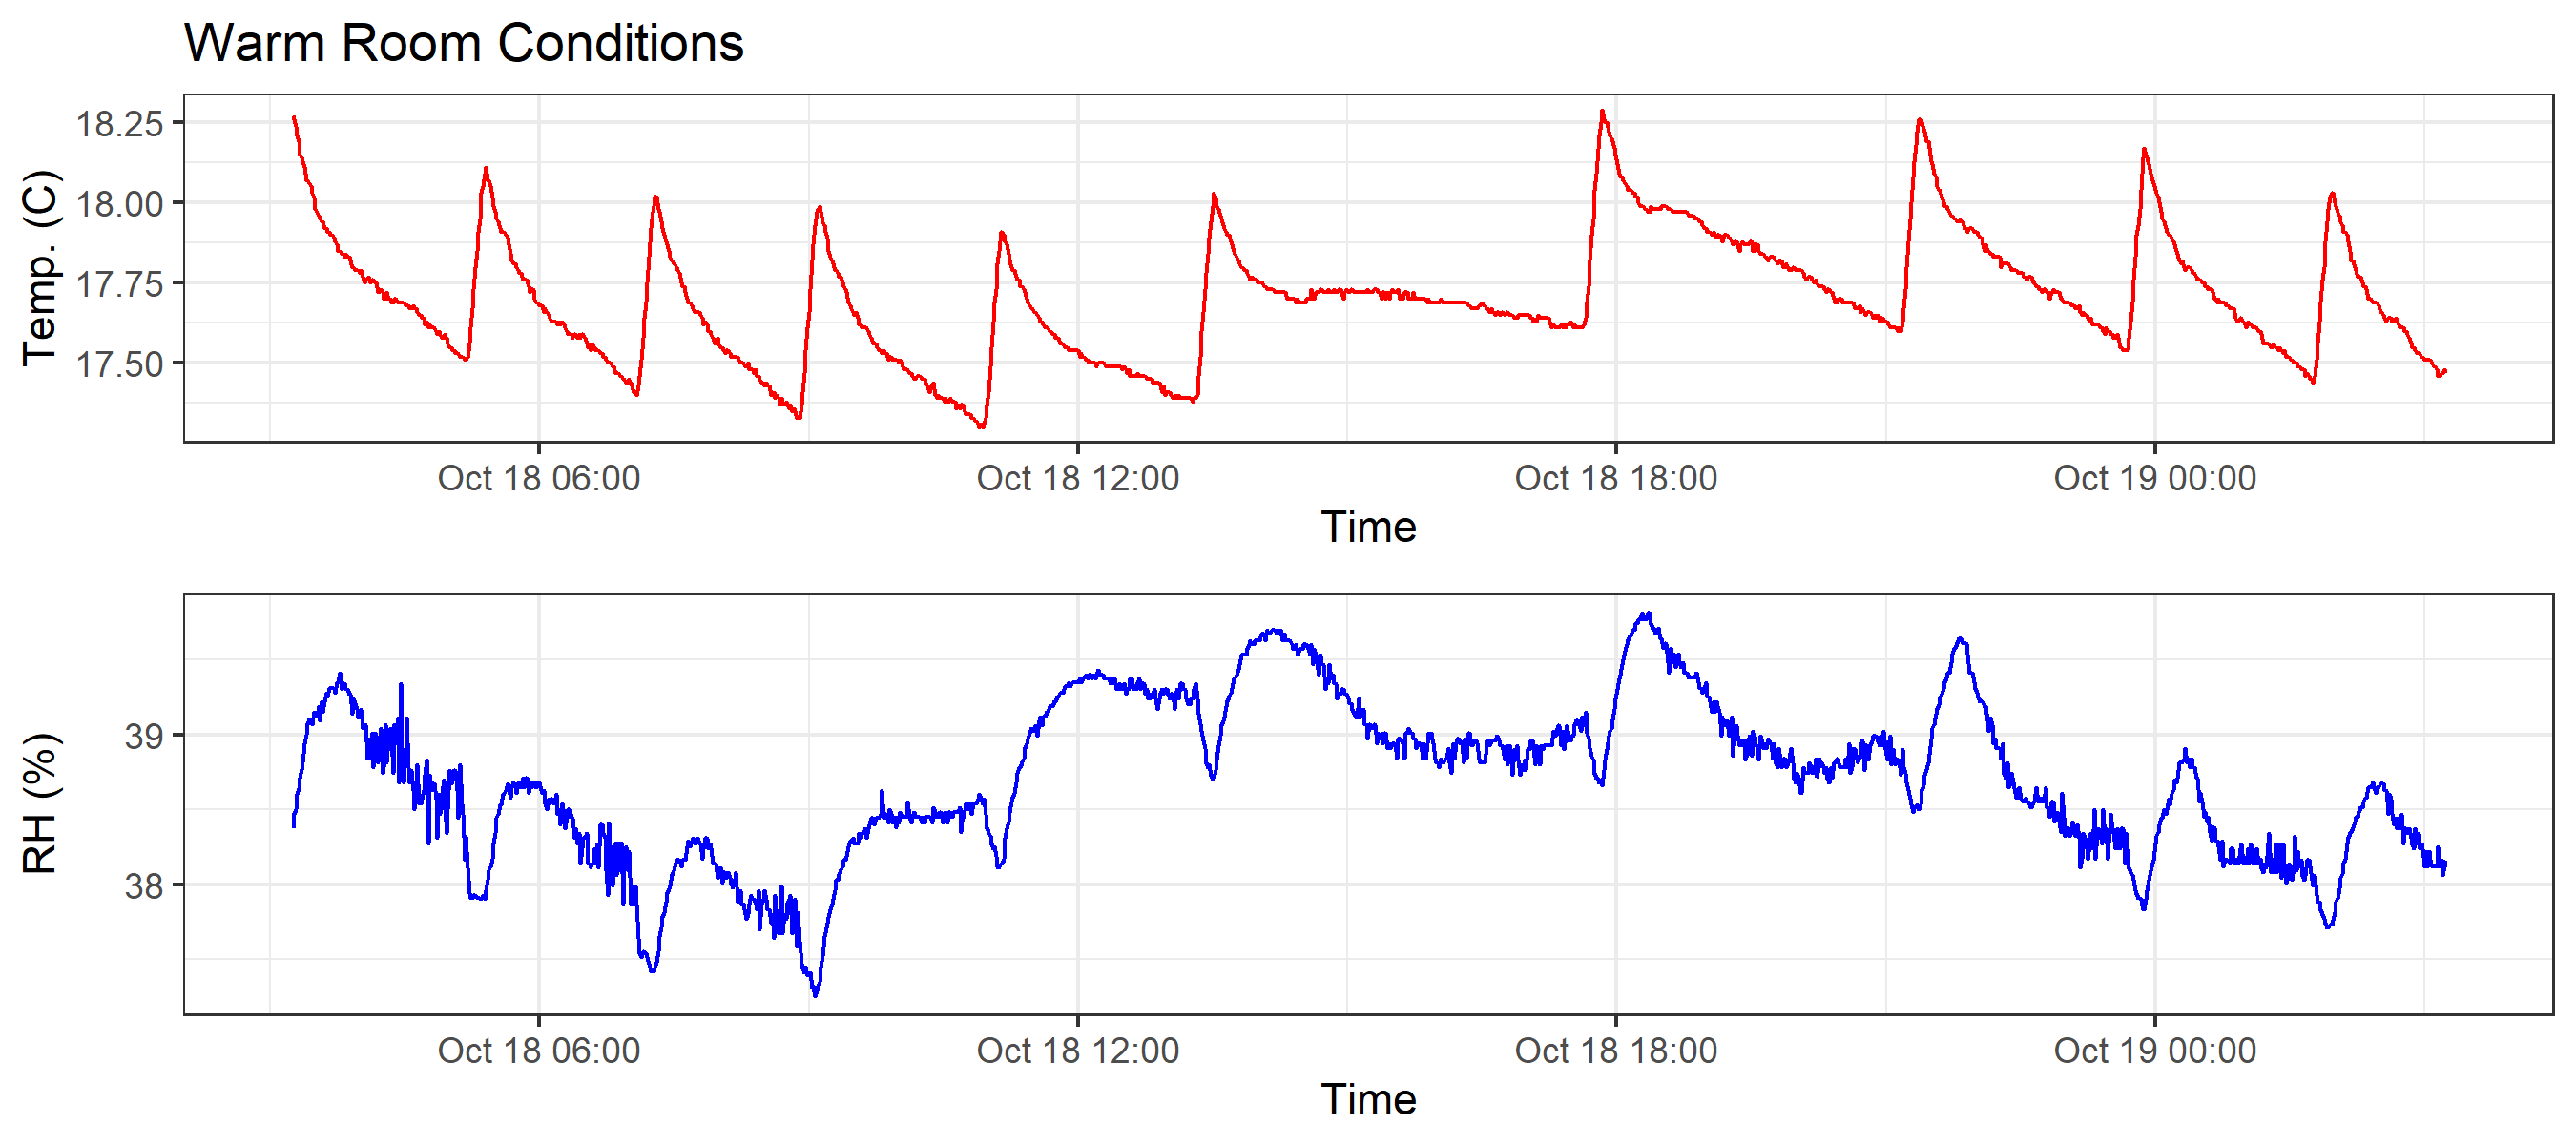 Warm Room Conditions
Temp. (C)
18.25
18.00
17.75
17.50
Oct 18 06:00 Oct 18 12:00 Oct 18 18:00 Oct 19 00:00
Time
RH (%)
39
38
Oct 18 06:00 Oct 18 12:00 Oct 18 18:00 Oct 19 00:00
Time